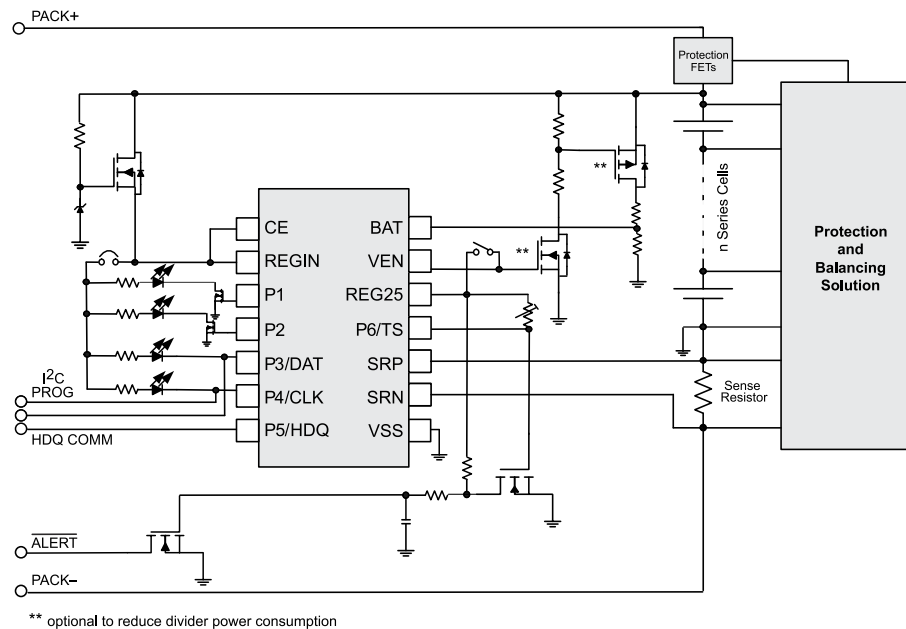 PACK+
Protection
FETs
**
n Series Cells
Protection
and
Balancing
Solution
CE
BAT
**
REGIN
VEN
P1
REG25
P2
P6/TS
P3/DAT
SRP
I²C
PROG
P4/CLK
SRN
Sense
Resistor
HDQ COMM
P5/HDQ
VSS
ALERT
PACK–
** optional to reduce divider power consumption